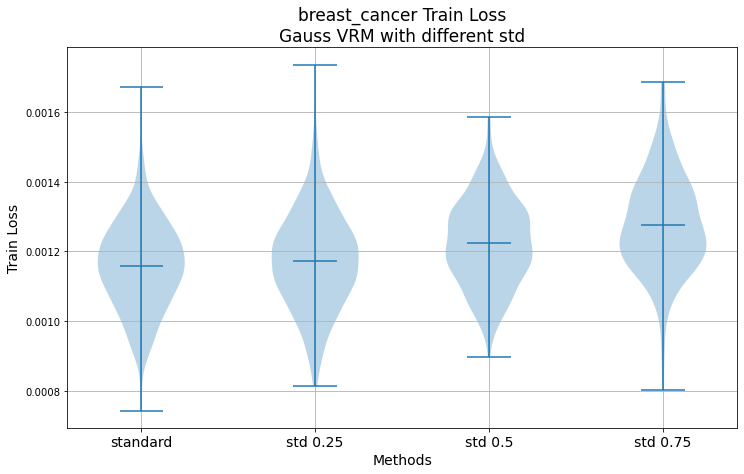 breast_cancer Train Loss
Gauss VRM with different std
Train Loss
0.0016
0.0014
0.0012
0.0010
0.0008
standard
std 0.25
std 0.5
std 0.75
Methods